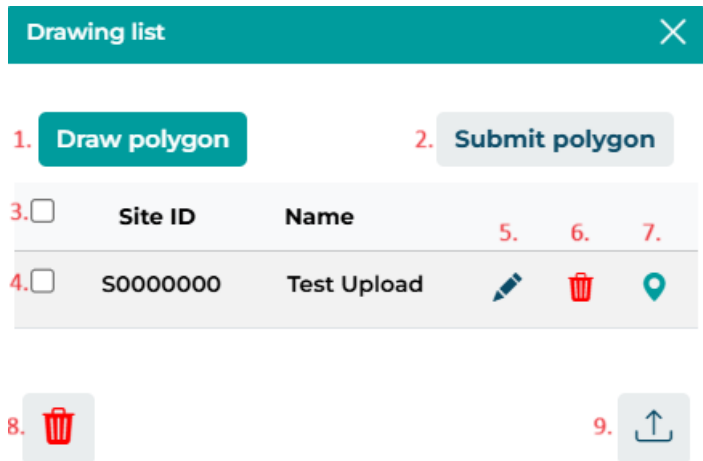 Drawing list
1. Draw polygon 2. Submit polygon
3. Site ID Name 5. 6. 7.
4. S0000000 Test Upload
8. 9.